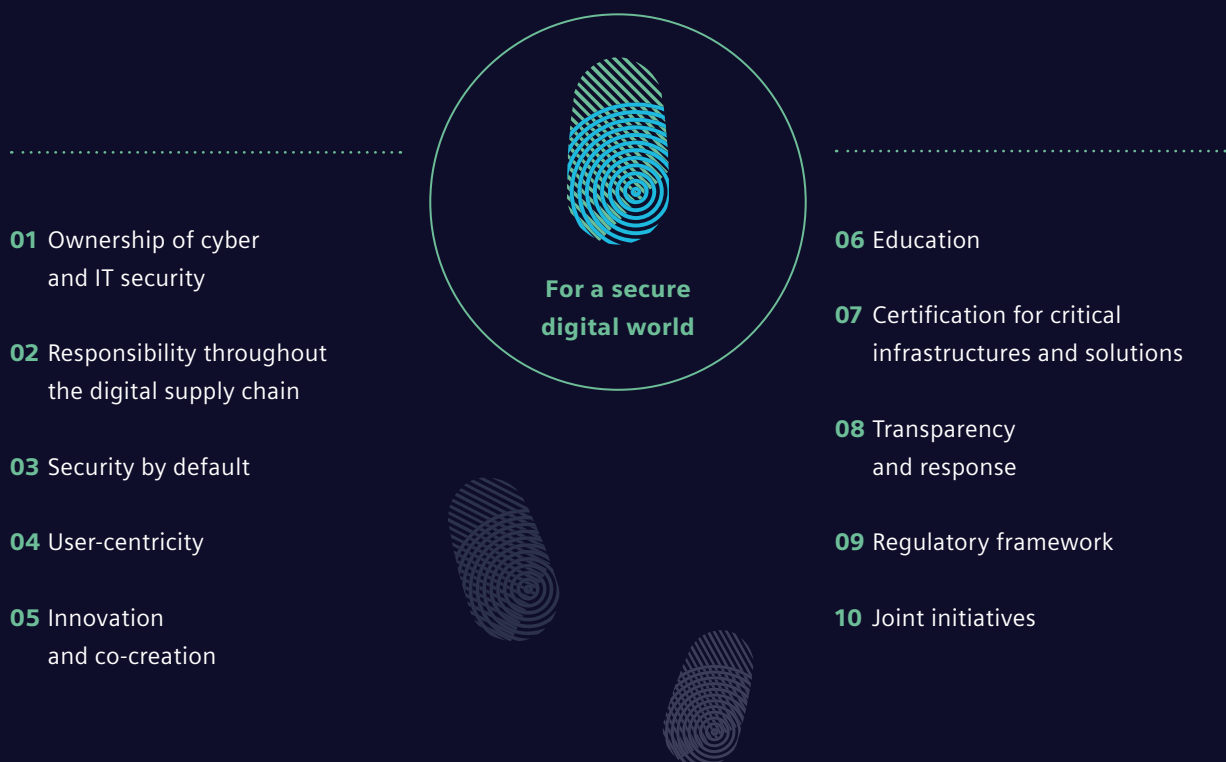 For a secure
digital world
01 Ownership of cyber
and IT security
02 Responsibility throughout
the digital supply chain
03 Security by default
04 User-centricity
05 Innovation
and co-creation
06 Education
07 Certification for critical
infrastructures and solutions
08 Transparency
and response
09 Regulatory framework
10 Joint initiatives